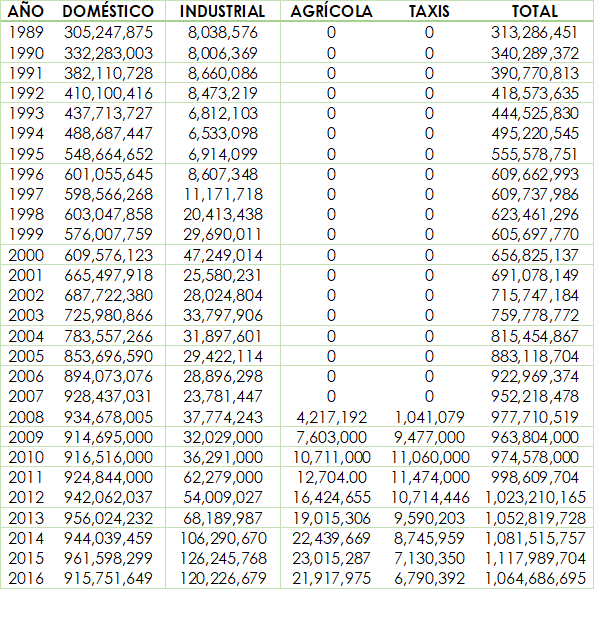 AÑO DOMÉSTICO INDUSTRIAL AGRÍCOLA TAXIS TOTAL
1989 305,247,875 8,038,576 0 0 313,286,451
1990 332,283,003 8,006,369 0 0 340,289,372
1991 382,110,728 8,660,086 0 0 390,770,813
1992 410,100,416 8,473,219 0 0 418,573,635
1993 437,713,727 6,812,103 0 0 444,525,830
1994 488,687,447 6,533,098 0 0 495,220,545
1995 548,664,652 6,914,099 0 0 555,578,751
1996 601,055,645 8,607,348 0 0 609,662,993
1997 598,566,268 11,171,718 0 0 609,737,986
1998 603,047,858 20,413,438 0 0 623,461,296
1999 576,007,759 29,690,011 0 0 605,697,770
2000 609,576,123 47,249,014 0 0 656,825,137
2001 665,497,918 25,580,231 0 0 691,078,149
2002 687,722,380 28,024,804 0 0 715,747,184
2003 725,980,866 33,797,906 0 0 759,778,772
2004 783,557,266 31,897,601 0 0 815,454,867
2005 853,696,590 29,422,114 0 0 883,118,704
2006 894,073,076 28,896,298 0 0 922,969,374
2007 928,437,031 23,781,447 0 0 952,218,478
2008 934,678,005 37,774,243 4,217,192 1,041,079 977,710,519
2009 914,695,000 32,029,000 7,603,000 9,477,000 963,804,000
2010 916,516,000 36,291,000 10,711,000 11,060,000 974,578,000
2011 924,844,000 62,279,000 12,704.00 11,474,000 998,609,704
2012 942,062,037 54,009,027 16,424,655 10,714,446 1,023,210,165
2013 956,024,232 68,189,987 19,015,306 9,590,203 1,052,819,728
2014 944,039,459 106,290,670 22,439,669 8,745,959 1,081,515,757
2015 961,598,299 126,245,768 23,015,287 7,130,350 1,117,989,704
2016 915,751,649 120,226,679 21,917,975 6,790,392 1,064,686,695